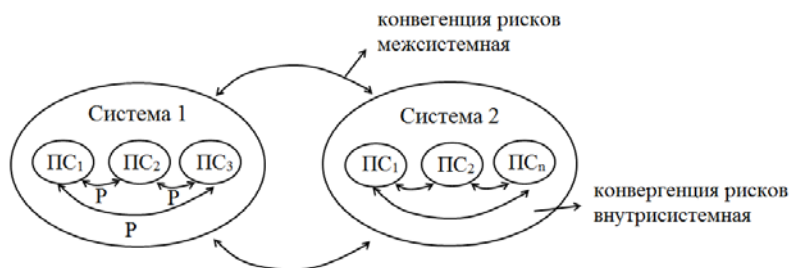 конвегенция рисков
межсистемная
Система 1
Система 2
ПС1
ПС2
ПС3
ПС1
ПС2
ПСn
Р
Р
Р
конвергенция рисков
внутрисистемная